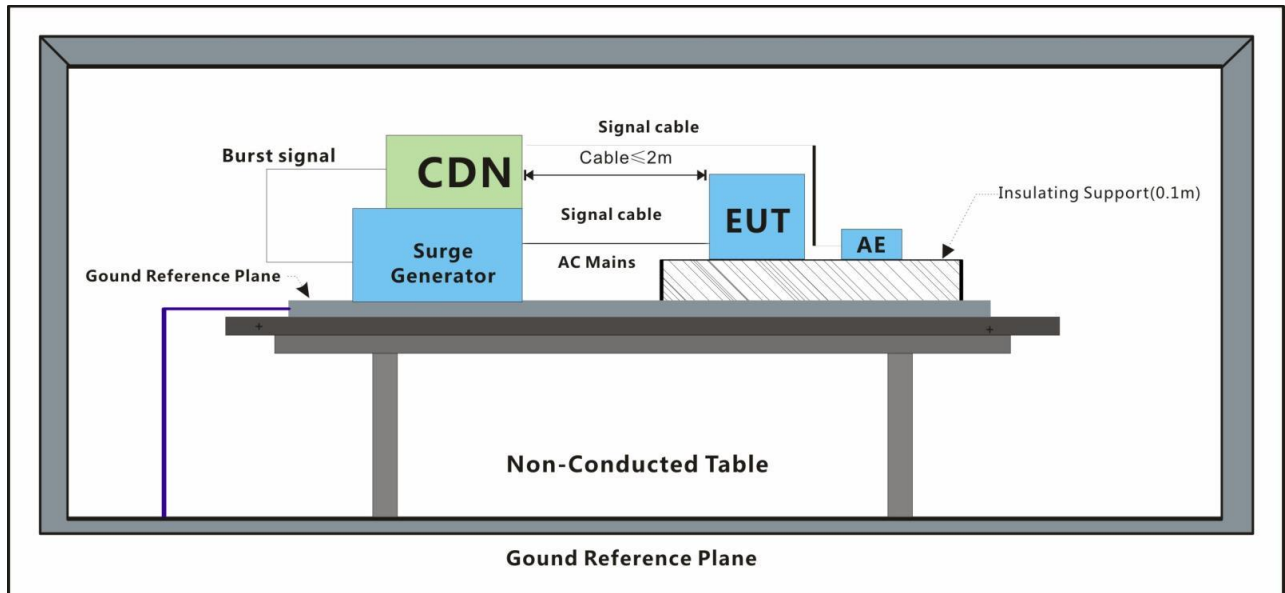 Signal cable
Burst signal
CDN
Cable≤2m
Insulating Support(0.1m)
Signal cable
EUT
AE
Surge
Generator
AC Mains
Gound Reference Plane
Non-Conducted Table
Gound Reference Plane